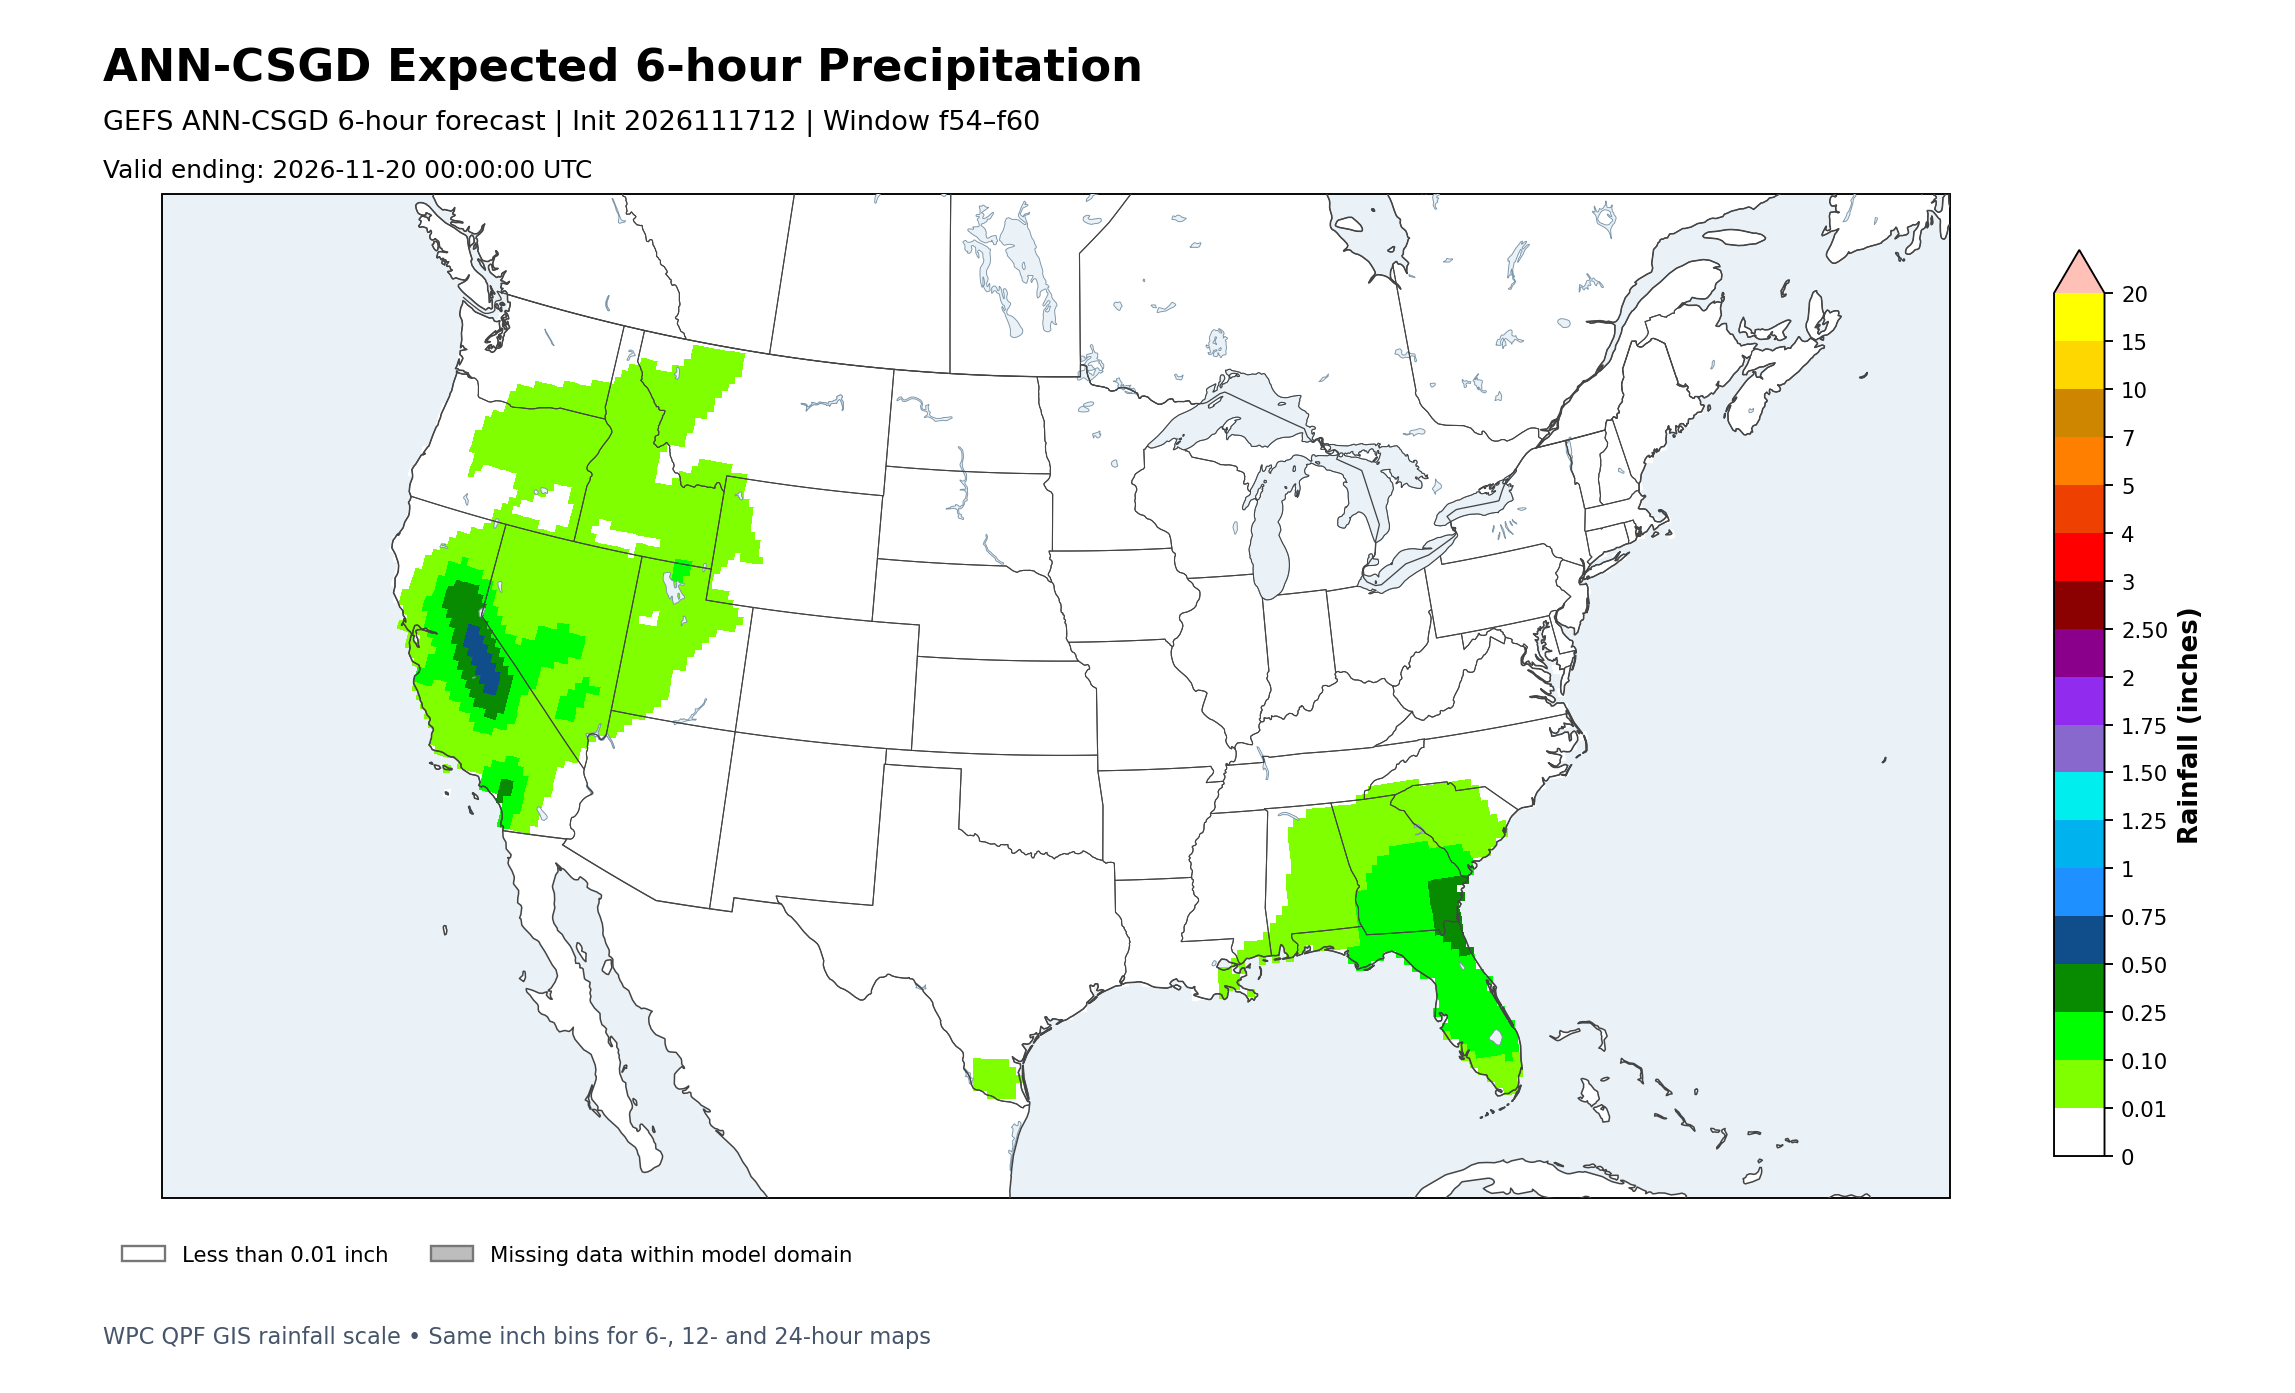 ANN-CSGD Expected 6-hour Precipitation
GEFS ANN-CSGD 6-hour forecast | Init 2026111712 | Window f54–f60
Valid ending: 2026-11-20 00:00:00 UTC
20
15
10
7
5
4
3
2.50
2
1.75
1.50
1.25
1
0.75
0.50
0.25
0.10
0.01
0
Rainfall (inches)
Less than 0.01 inch
Missing data within model domain
WPC QPF GIS rainfall scale • Same inch bins for 6-, 12- and 24-hour maps